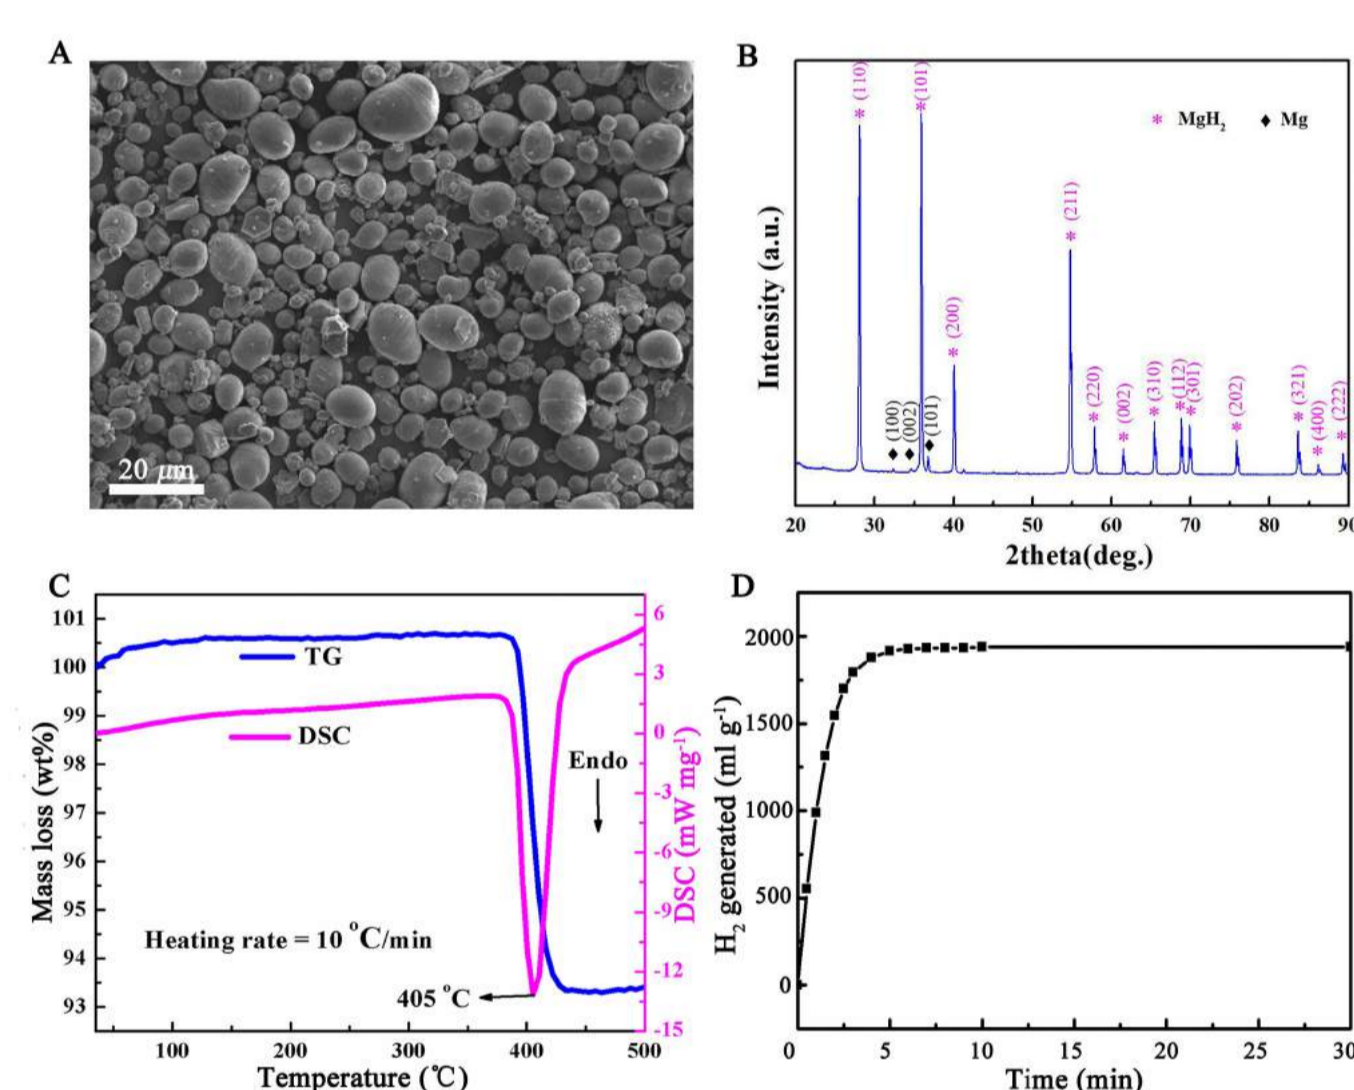 A
20 μm
B
Intensity (a.u.)
* (110)
* (101)
* (200)
* (211)
* (220)
* (002)
* (310)
* (112)
* (301)
* (202)
* (321)
* (400)
* (222)
* MgH₂ ♦ Mg
♦ (100)
♦ (002)
♦ (101)
20 30 40 50 60 70 80 90
2theta(deg.)
C
Mass loss (wt%)
101
100
99
98
97
96
95
94
93
TG
DSC
Endo
Heating rate = 10 °C/min
405 °C
6
3
0
-3
-6
-9
-12
-15
DSC (mW mg⁻¹)
100 200 300 400 500
Temperature (℃)
D
H₂ generated (ml g⁻¹)
2000
1500
1000
500
0
0 5 10 15 20 25 30
Time (min)